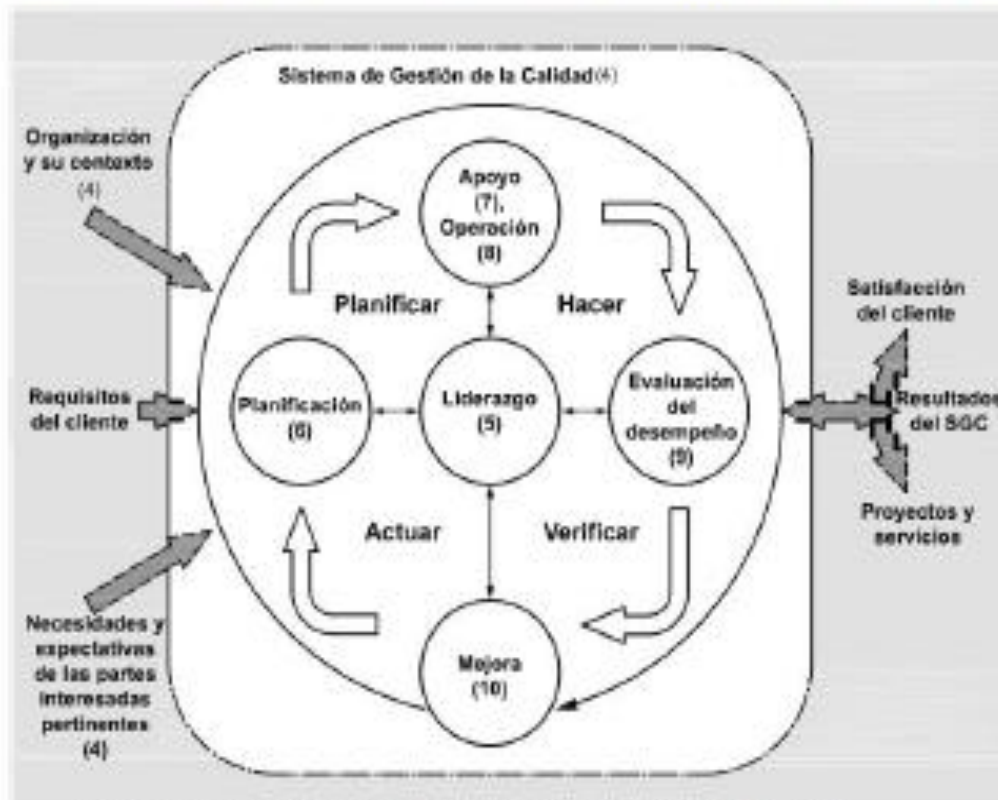 Sistema de Gestión de la Calidad(4)
Organización
y su contexto
(4)
Apoyo
(7),
Operación
(8)
Planificar
Hacer
Satisfacción
del cliente
Requisitos
del cliente
Planificación
(6)
Liderazgo
(5)
Evaluación
del
desempeño
(9)
Resultados
del SGC
Actuar
Verificar
Proyectos y
servicios
Necesidades y
expectativas
de las partes
interesadas
pertinentes
(4)
Mejora
(10)